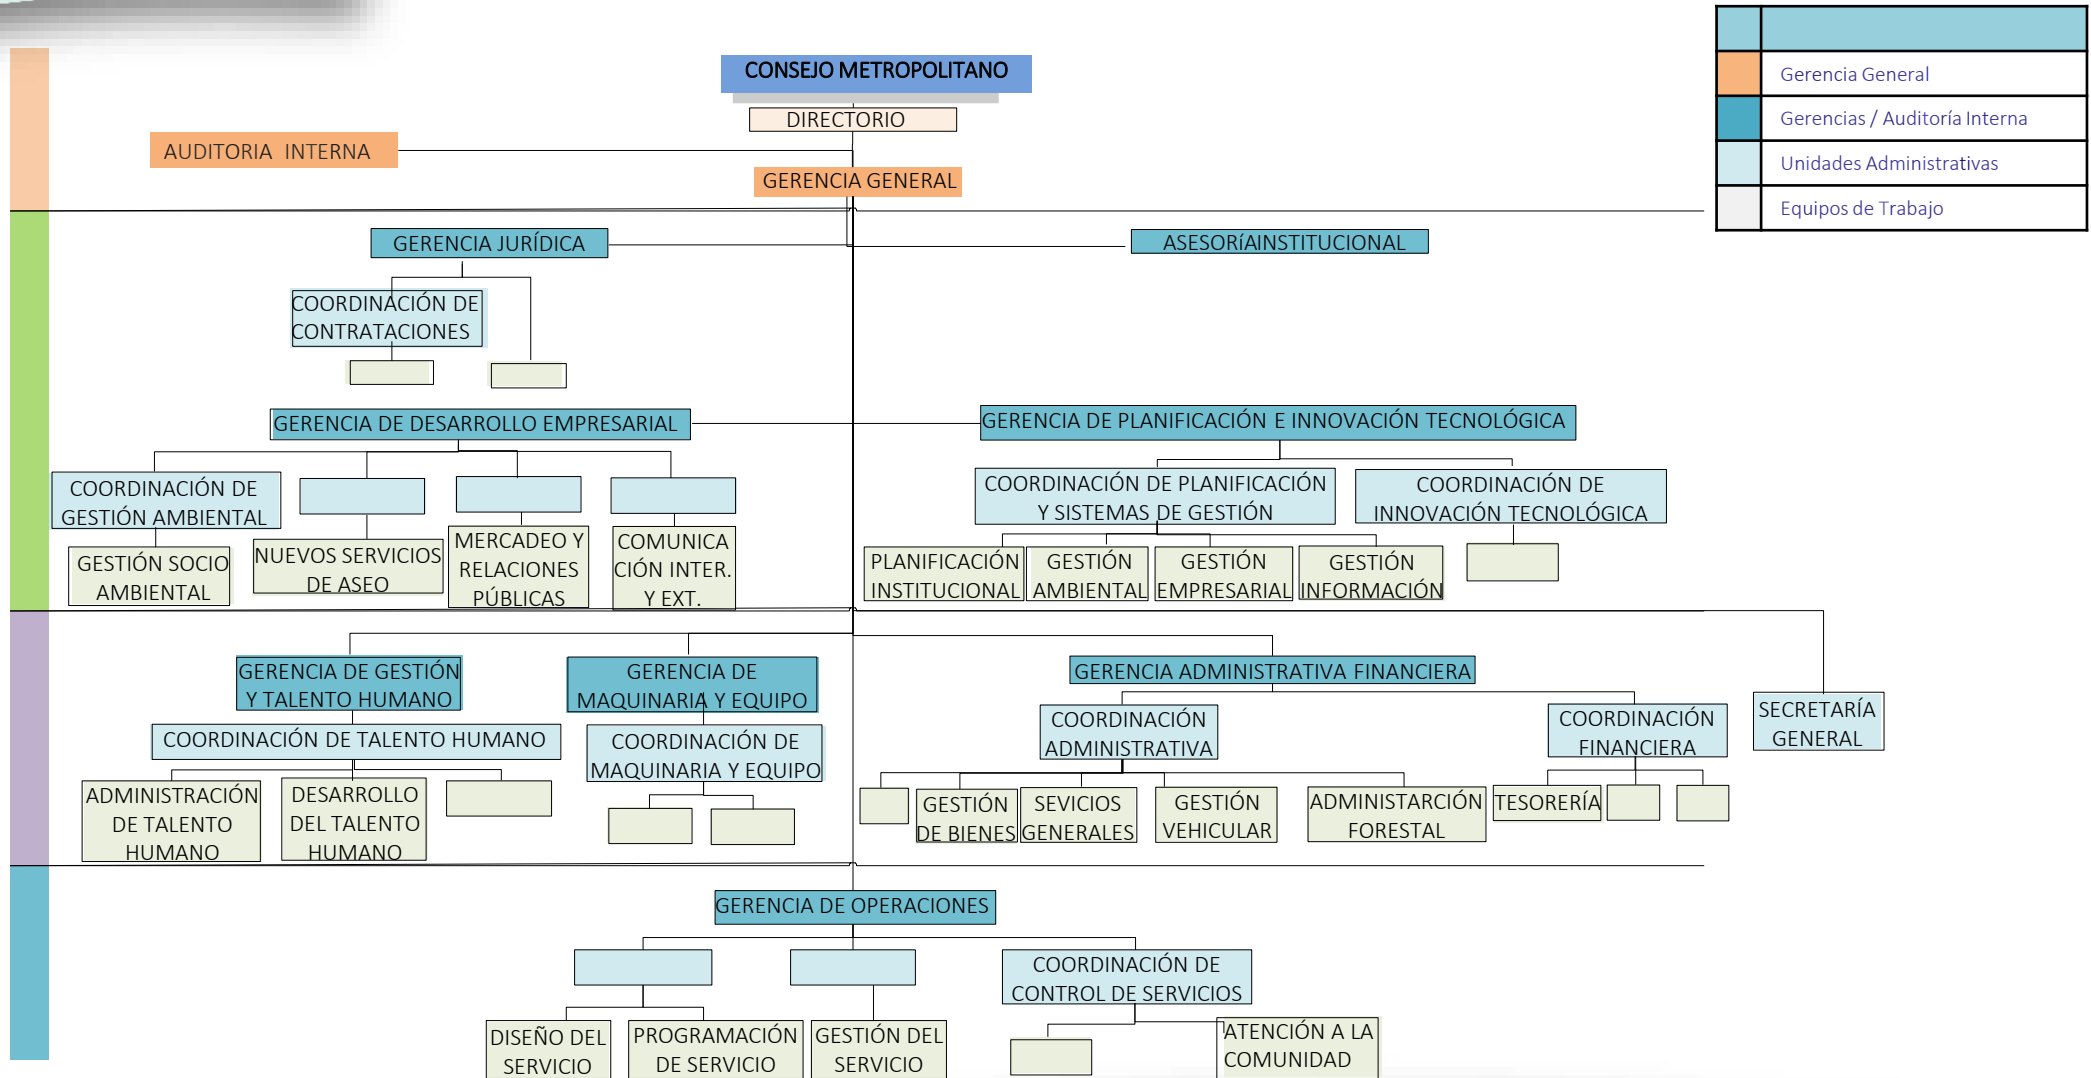 CONSEJO METROPOLITANO
DIRECTORIO
AUDITORIA INTERNA
GERENCIA GENERAL
Gerencia General
Gerencias / Auditoría Interna
Unidades Administrativas
Equipos de Trabajo
GERENCIA JURÍDICA
ASESORíAINSTITUCIONAL
COORDINACIÓN DE
CONTRATACIONES
GERENCIA DE DESARROLLO EMPRESARIAL
GERENCIA DE PLANIFICACIÓN E INNOVACIÓN TECNOLÓGICA
COORDINACIÓN DE
GESTIÓN AMBIENTAL
COORDINACIÓN DE PLANIFICACIÓN
Y SISTEMAS DE GESTIÓN
COORDINACIÓN DE
INNOVACIÓN TECNOLÓGICA
GESTIÓN SOCIO
AMBIENTAL
NUEVOS SERVICIOS
DE ASEO
MERCADEO Y
RELACIONES
PÚBLICAS
COMUNICA
CIÓN INTER.
Y EXT.
PLANIFICACIÓN
INSTITUCIONAL
GESTIÓN
AMBIENTAL
GESTIÓN
EMPRESARIAL
GESTIÓN
INFORMACIÓN
GERENCIA DE GESTIÓN
Y TALENTO HUMANO
GERENCIA DE
MAQUINARIA Y EQUIPO
GERENCIA ADMINISTRATIVA FINANCIERA
COORDINACIÓN DE TALENTO HUMANO
COORDINACIÓN DE
MAQUINARIA Y EQUIPO
COORDINACIÓN
ADMINISTRATIVA
COORDINACIÓN
FINANCIERA
SECRETARÍA
GENERAL
ADMINISTRACIÓN
DE TALENTO
HUMANO
DESARROLLO
DEL TALENTO
HUMANO
GESTIÓN
DE BIENES
SEVICIOS
GENERALES
GESTIÓN
VEHICULAR
ADMINISTARCIÓN
FORESTAL
TESORERÍA
GERENCIA DE OPERACIONES
COORDINACIÓN DE
CONTROL DE SERVICIOS
DISEÑO DEL
SERVICIO
PROGRAMACIÓN
DE SERVICIO
GESTIÓN DEL
SERVICIO
ATENCIÓN A LA
COMUNIDAD